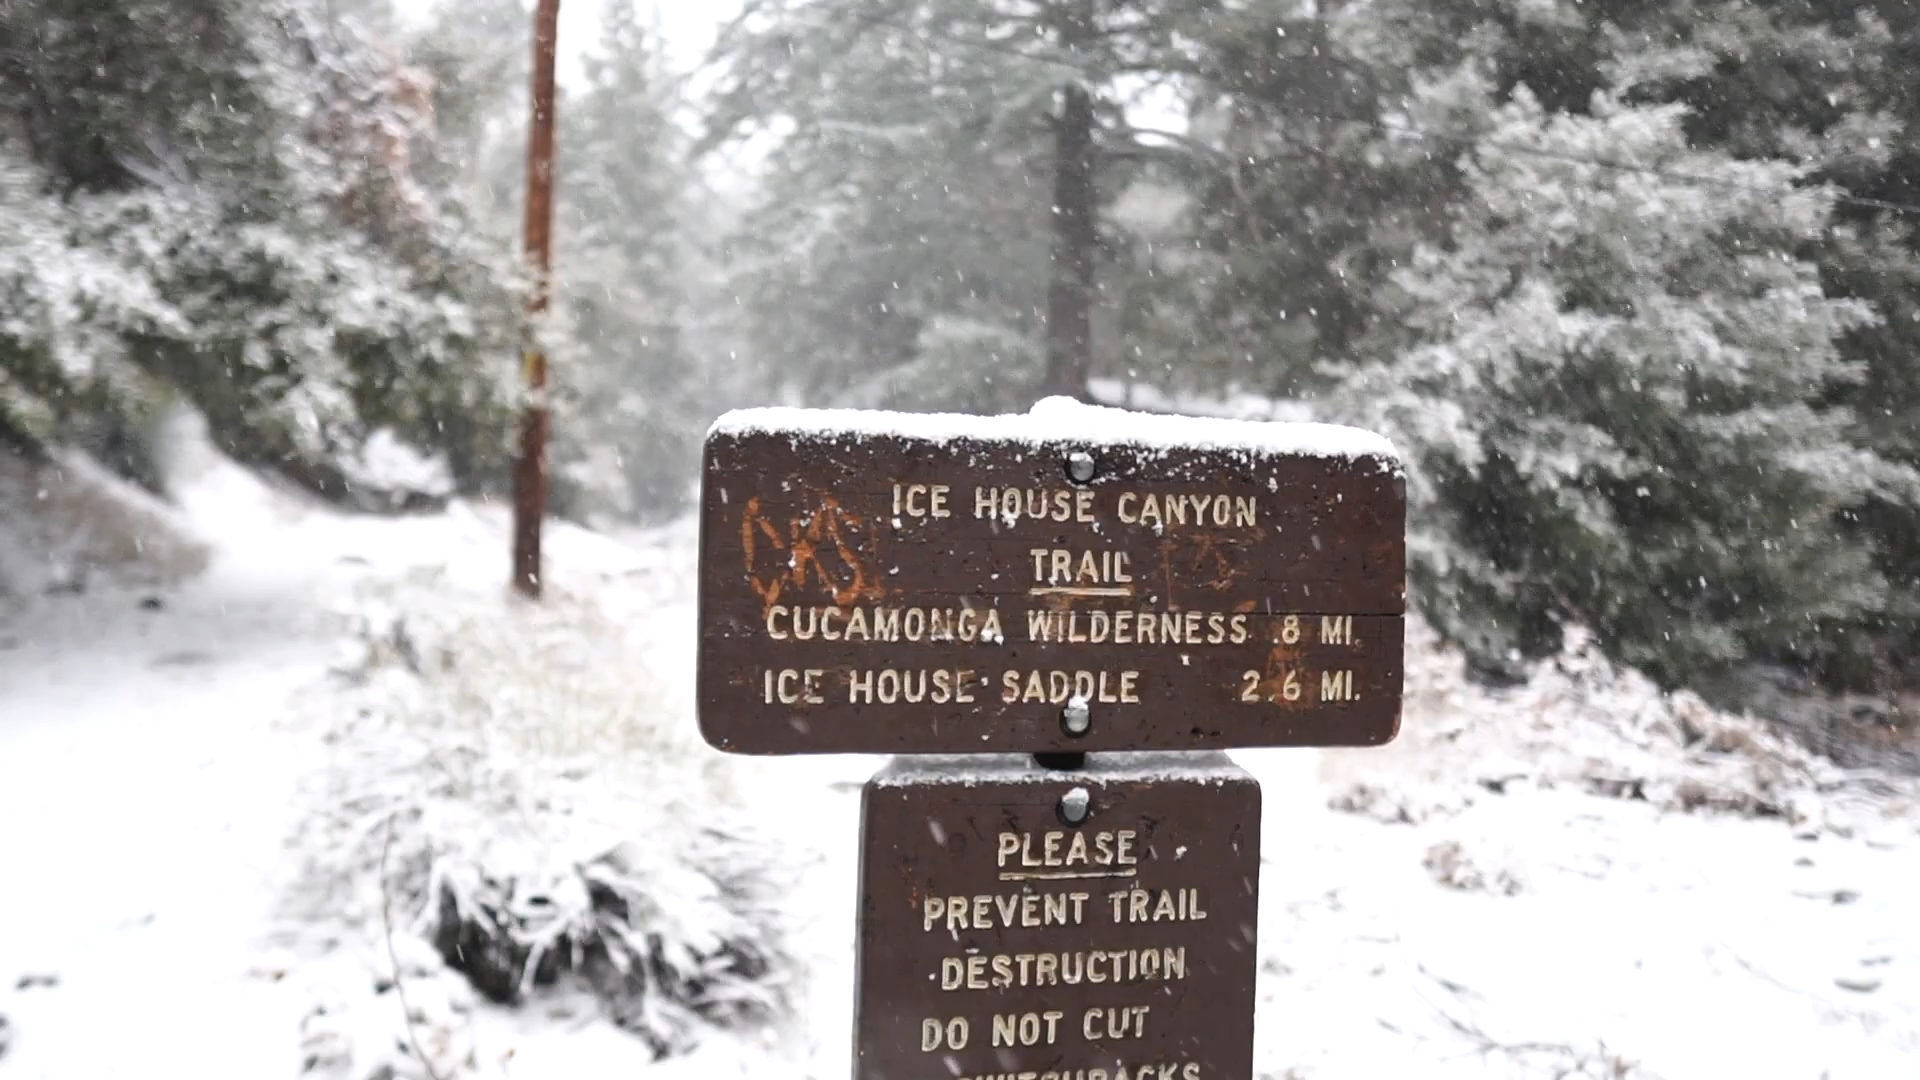 ICE HOUSE CANYON
TRAIL
CUCAMONGA WILDERNESS .8 MI.
ICE HOUSE SADDLE 2.6 MI.
PLEASE
PREVENT TRAIL
DESTRUCTION
DO NOT CUT
SWITCHBACKS